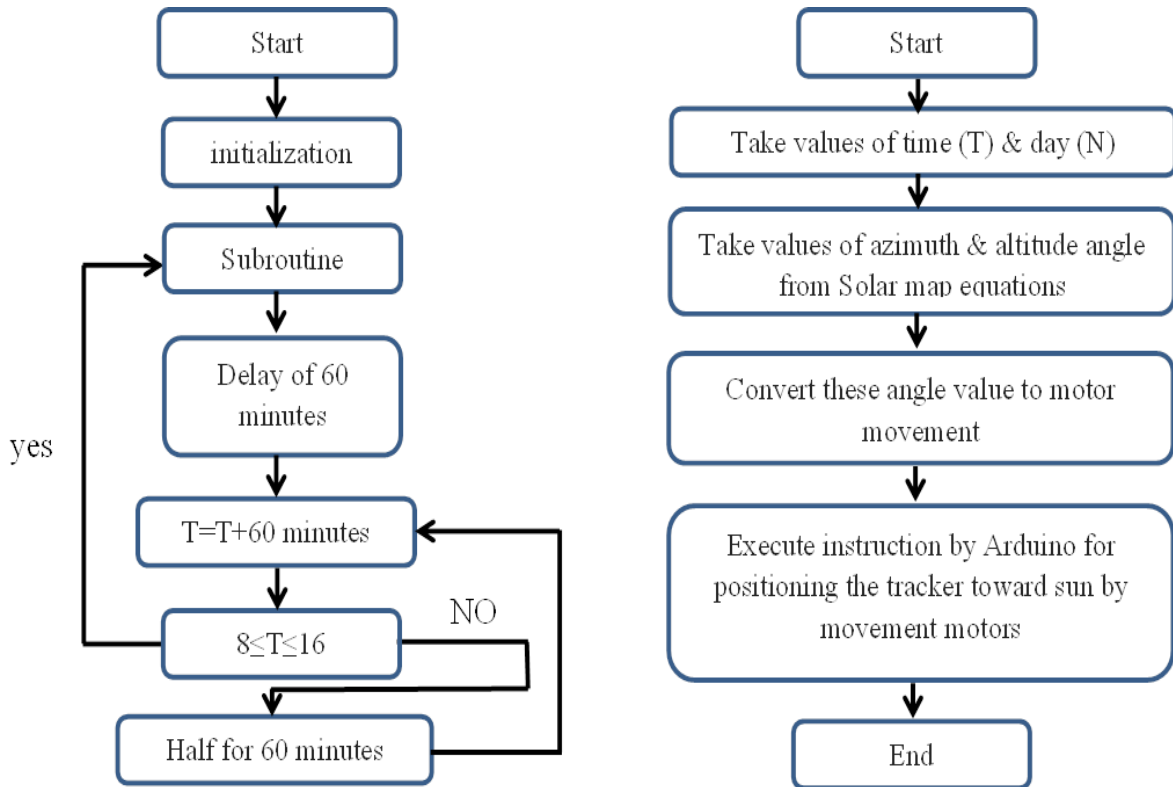 Start
initialization
Subroutine
Delay of 60
minutes
yes
T=T+60 minutes
NO
8≤T≤16
Half for 60 minutes
Start
Take values of time (T) & day (N)
Take values of azimuth & altitude angle
from Solar map equations
Convert these angle value to motor
movement
Execute instruction by Arduino for
positioning the tracker toward sun by
movement motors
End